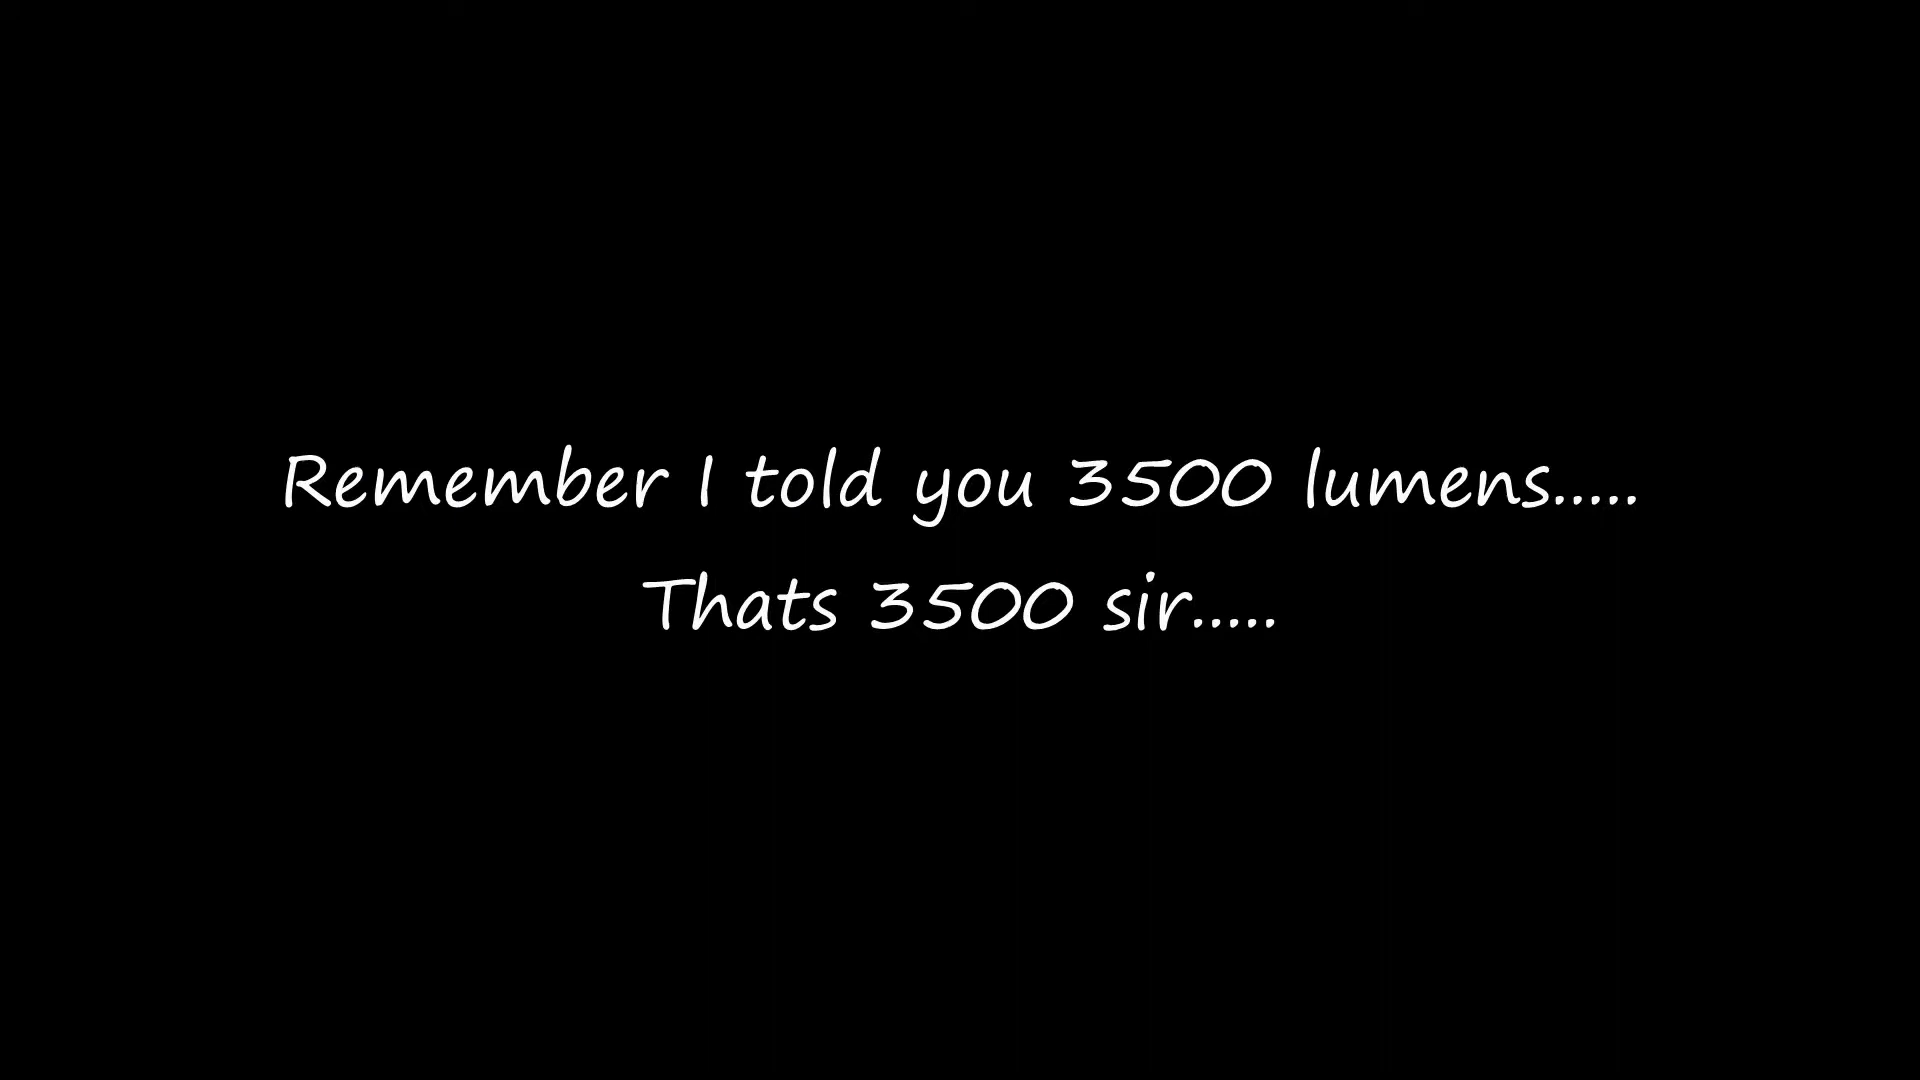 Remember I told you 3500 lumens.....
Thats 3500 sir.....